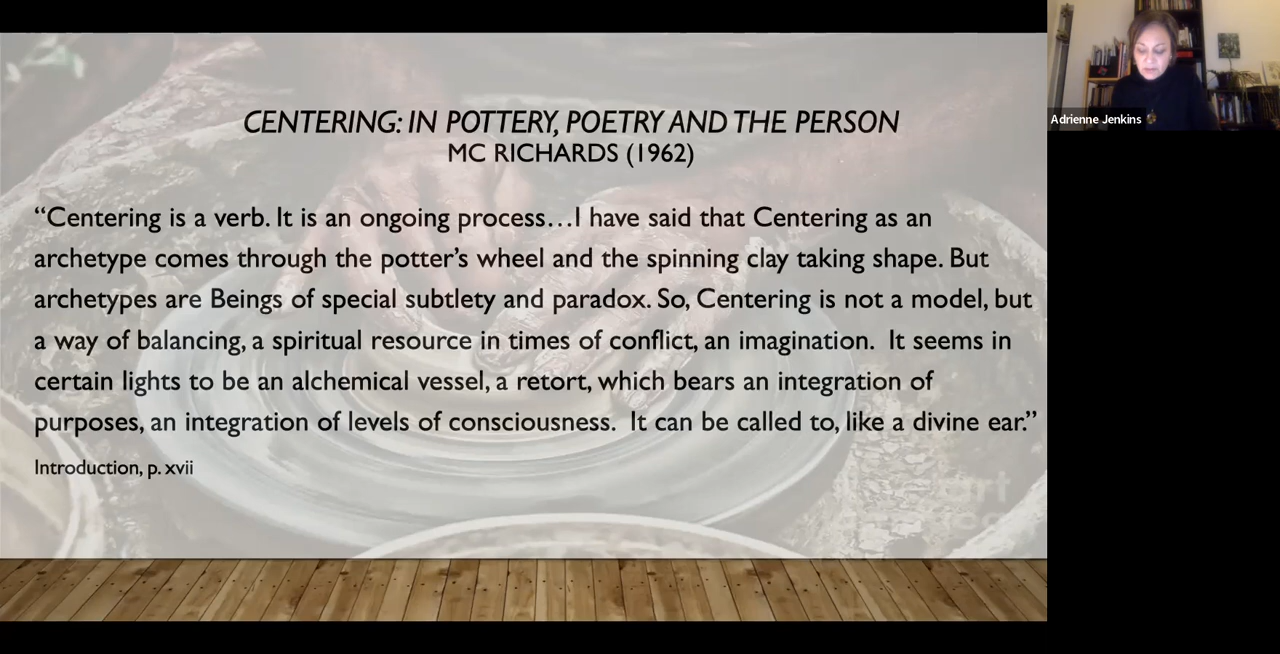 CENTERING: IN POTTERY, POETRY AND THE PERSON
MC RICHARDS (1962)
“Centering is a verb. It is an ongoing process…I have said that Centering as an
archetype comes through the potter’s wheel and the spinning clay taking shape. But
archetypes are Beings of special subtlety and paradox. So, Centering is not a model, but
a way of balancing, a spiritual resource in times of conflict, an imagination.  It seems in
certain lights to be an alchemical vessel, a retort, which bears an integration of
purposes, an integration of levels of consciousness.  It can be called to, like a divine ear.”
Introduction, p. xvii
Adrienne Jenkins